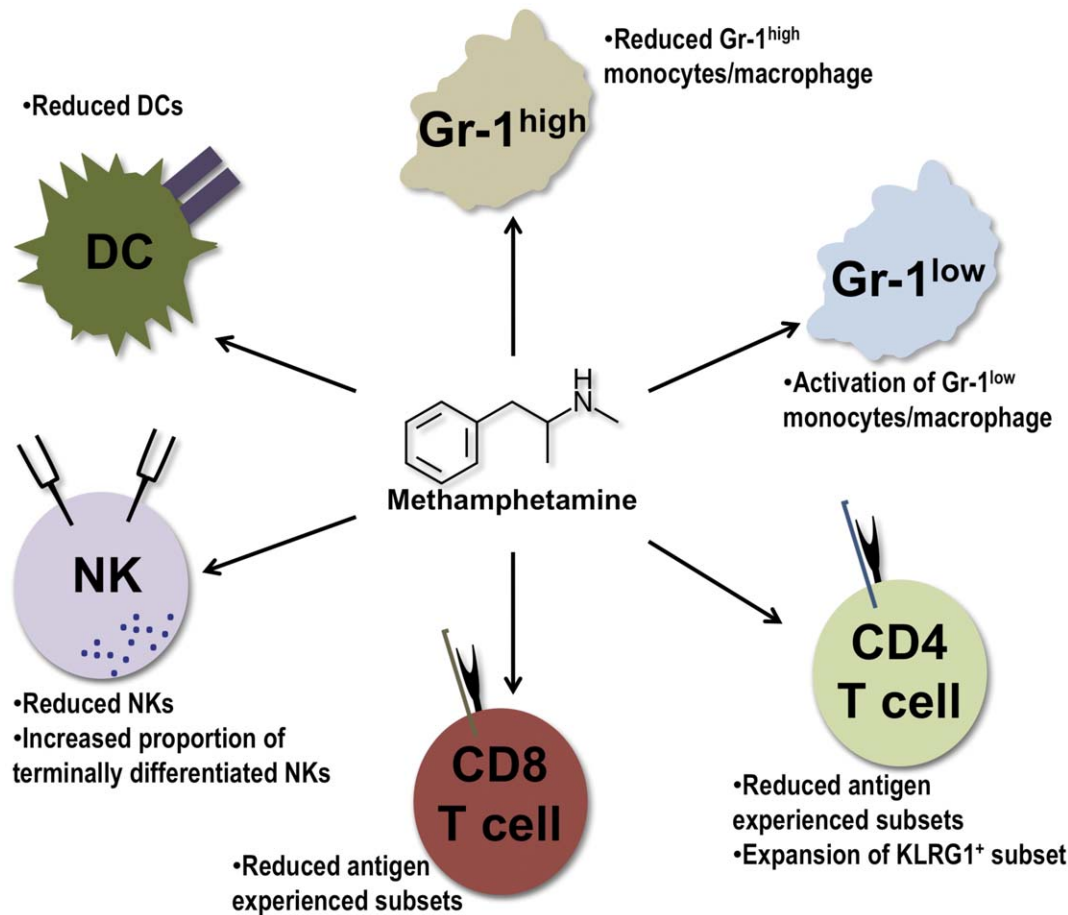 •Reduced Gr-1ʰⁱᵍʰ
monocytes/macrophage
Gr-1ʰⁱᵍʰ
•Reduced DCs
DC
Gr-1ˡᵒʷ
•Activation of Gr-1ˡᵒʷ
monocytes/macrophage
H
N
Methamphetamine
NK
•Reduced NKs
•Increased proportion of
terminally differentiated NKs
CD8
T cell
•Reduced antigen
experienced subsets
CD4
T cell
•Reduced antigen
experienced subsets
•Expansion of KLRG1⁺ subset